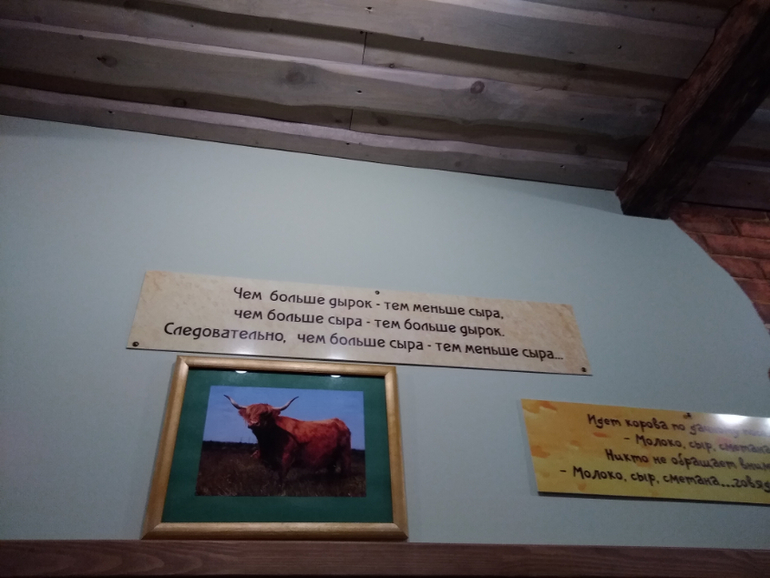 Чем больше дырок - тем меньше сыра,
чем больше сыра - тем больше дырок.
Следовательно, чем больше сыра - тем меньше сыра...
Идет корова по
- Молоко, сыр, сметана
Никто не обращает
- Молоко, сыр, сметана...